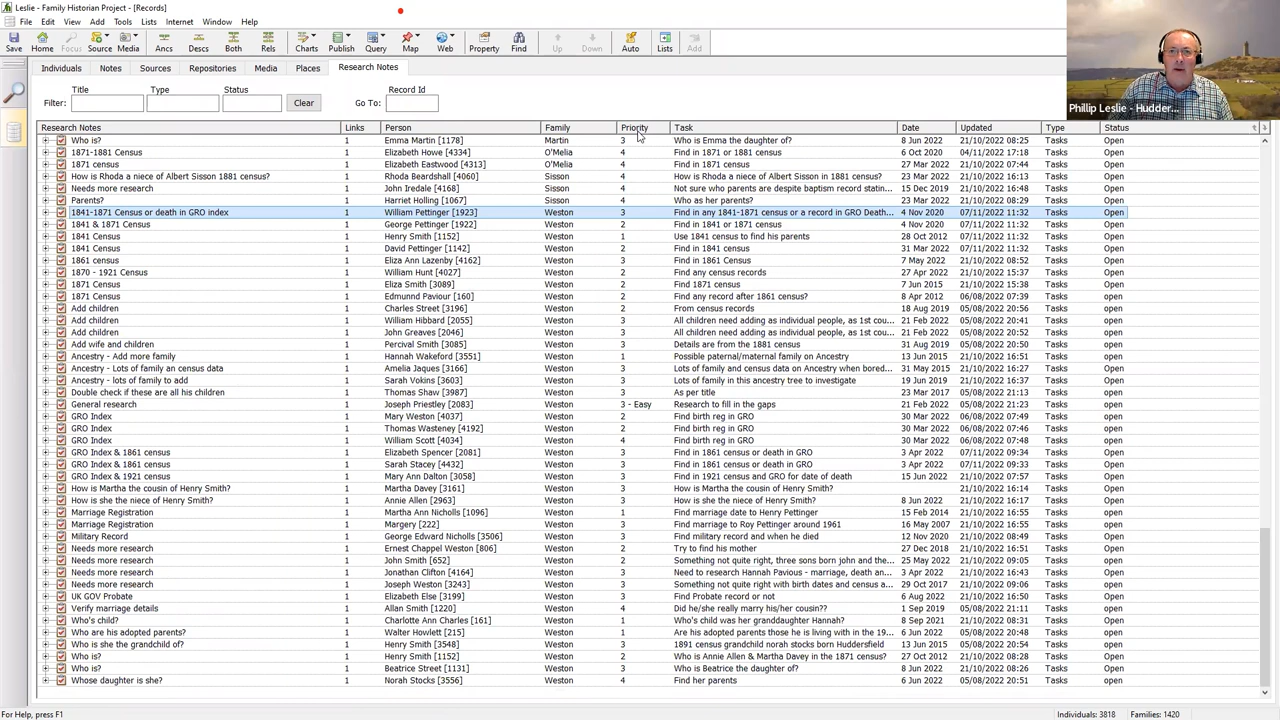 Leslie - Family Historian Project - [Records]
File Edit View Add Tools Lists Internet Window Help
Save Home Focus Source Media Ancs Descs Both Rels Charts Publish Query Map Web Property Find Up Down Auto Lists Add
Individuals Notes Sources Repositories Media Places Research Notes
Title Type Status Record Id
Filter: Clear Go To:
Phillip Leslie - Hudder...
Research Notes Links Person Family Priority Task Date Updated Type Status
Who is? 1 Emma Martin [1178] Martin 3 Who is Emma the daughter of? 8 Jun 2022 21/10/2022 08:25 Tasks Open
1871-1881 Census 1 Elizabeth Howe [4334] O'Melia 4 Find in 1871 or 1881 census 6 Oct 2020 04/11/2022 17:18 Tasks Open
1871 census 1 Elizabeth Eastwood [4313] O'Melia 4 Find in 1871 census 27 Mar 2022 21/10/2022 07:44 Tasks Open
How is Rhoda a niece of Albert Sisson 1881 census? 1 Rhoda Beardshall [4060] Sisson 4 How is Rhoda a niece of Albert Sisson in 1881 census? 23 Mar 2022 21/10/2022 16:13 Tasks Open
Needs more research 1 John Iredale [4168] Sisson 4 Not sure who parents are despite baptism record statin... 15 Dec 2019 21/10/2022 16:48 Tasks Open
Parents? 1 Harriet Holling [1067] Sisson 4 Who as her parents? 23 Mar 2022 21/10/2022 08:29 Tasks Open
1841-1871 Census or death in GRO index 1 William Pettinger [1923] Weston 3 Find in any 1841-1871 census or a record in GRO Death... 4 Nov 2020 07/11/2022 11:32 Tasks Open
1841 & 1871 Census 1 George Pettinger [1922] Weston 2 Find in 1841 or 1871 census 4 Nov 2020 07/11/2022 11:32 Tasks Open
1841 Census 1 Henry Smith [1152] Weston 1 Use 1841 census to find his parents 28 Oct 2012 07/11/2022 11:32 Tasks Open
1841 Census 1 David Pettinger [1142] Weston 2 Find in 1841 census 31 Mar 2022 07/11/2022 11:32 Tasks Open
1861 census 1 Eliza Ann Lazenby [4162] Weston 3 Find in 1861 Census 7 May 2022 07/11/2022 11:32 Tasks Open
1870 - 1921 Census 1 William Hunt [4027] Weston 2 Find any census records 27 Apr 2022 21/10/2022 15:37 Tasks Open
1871 Census 1 Eliza Smith [3089] Weston 2 Find 1871 census 7 Jun 2015 21/10/2022 08:41 Tasks Open
1871 Census 1 Edmunnd Paviour [160] Weston 2 Find any record after 1861 census? 8 Apr 2012 06/08/2022 07:39 Tasks open
Add children 1 Charles Street [3196] Weston 2 From census records 18 Aug 2019 05/08/2022 20:56 Tasks open
Add children 1 William Hibbard [2055] Weston 3 All children need adding as individual people, as 1st cou... 21 Feb 2022 05/08/2022 20:41 Tasks open
Add children 1 John Greaves [2046] Weston 3 All children need adding as individual people, as 1st cou... 21 Feb 2022 05/08/2022 20:52 Tasks open
Add wife and children 1 Percival Smith [3085] Weston 3 Details are from the 1881 census 31 Aug 2019 05/08/2022 20:40 Tasks open
Ancestry - Add more family 1 Hannah Wakeford [3551] Weston 1 Possible paternal/maternal family on Ancestry 13 Jun 2015 21/10/2022 16:51 Tasks open
Ancestry - Lots of family an census data 1 Amelia Jaques [3166] Weston 3 Lots of family and census data on Ancestry when bored... 31 May 2015 21/10/2022 16:27 Tasks open
Ancestry - lots of family to add 1 Sarah Vokins [3603] Weston 3 Lots of family in this ancestry tree to investigate 19 Jun 2019 21/10/2022 16:37 Tasks open
Double check if these are all his children 1 Thomas Shaw [3987] Weston 3 As per title 23 Mar 2017 21/10/2022 08:13 Tasks open
General research 1 Joseph Priestley [2083] Weston 3 - Easy Research to fill in the gaps 21 Feb 2022 05/08/2022 21:23 Tasks open
GRO Index 1 Mary Weston [4037] Weston 2 Find birth reg in GRO 30 Mar 2022 06/08/2022 07:49 Tasks open
GRO Index 1 Thomas Wasteney [4192] Weston 2 Find birth reg in GRO 30 Mar 2022 06/08/2022 07:46 Tasks open
GRO Index 1 William Scott [4034] Weston 4 Find birth reg in GRO 30 Mar 2022 06/08/2022 07:48 Tasks open
GRO Index & 1861 census 1 Elizabeth Spencer [2081] Weston 3 Find in 1861 census or death in GRO 3 Apr 2022 07/11/2022 09:33 Tasks Open
GRO Index & 1861 census 1 Sarah Stacey [4432] Weston 3 Find in 1861 census or death in GRO 3 Apr 2022 07/11/2022 09:34 Tasks Open
GRO Index & 1921 census 1 Mary Ann Dalton [3058] Weston 3 Find in 1921 census and GRO for date of death 15 Jun 2022 21/10/2022 07:57 Tasks Open
How is Martha the cousin of Henry Smith? 1 Martha Davey [3161] Weston 3 How is Martha the cousin of Henry Smith? 21/10/2022 16:14 Tasks Open
How is she the niece of Henry Smith? 1 Annie Allen [2963] Weston 3 How is she the niece of Henry Smith? 8 Jun 2022 21/10/2022 16:17 Tasks Open
Marriage Registration 1 Martha Ann Nicholls [1096] Weston 1 Find marriage date to Henry Pettinger 15 Feb 2014 21/10/2022 16:55 Tasks Open
Marriage Registration 1 Margery [222] Weston 3 Find marriage to Roy Pettinger around 1961 16 May 2007 21/10/2022 16:55 Tasks Open
Military Record 1 George Edward Nicholls [3506] Weston 3 Find military record and when he died 12 Nov 2020 21/10/2022 08:50 Tasks Open
Needs more research 1 Ernest Chappel Weston [806] Weston 2 Try to find his mother 27 Dec 2018 21/10/2022 16:51 Tasks Open
Needs more research 1 John Smith [652] Weston 2 Something not quite right, three sons born john and the... 25 May 2022 21/10/2022 09:05 Tasks Open
Needs more research 1 Jonathan Clifton [4164] Weston 3 Need to research Hannah Pavious - marriage, death an... 3 Apr 2022 21/10/2022 16:43 Tasks Open
Needs more research 1 Joseph Weston [3243] Weston 3 Something not quite right with birth dates and census a... 29 Oct 2017 21/10/2022 08:40 Tasks Open
UK GOV Probate 1 Elizabeth Else [3199] Weston 3 Find Probate record or not 6 Aug 2022 06/08/2022 10:50 Tasks open
Verify marriage details 1 Allan Smith [1220] Weston 4 Did he/she really marry his/her cousin?? 1 Sep 2019 05/08/2022 21:11 Tasks Open
Who's child? 1 Charlotte Ann Charles [161] Weston 1 Who's child was her granddaughter Hannah? 8 Sep 2021 21/10/2022 08:31 Tasks Open
Who are his adopted parents? 1 Walter Howlett [215] Weston 1 Are his adopted parents those he is living with in the 19... 6 Jun 2022 05/08/2022 20:48 Tasks open
Who is she the grandchild of? 1 Henry Smith [3548] Weston 3 1891 census grandchild norah stocks born Huddersfield 13 Jun 2015 05/08/2022 20:54 Tasks open
Who is? 1 Henry Smith [1152] Weston 2 Who is Annie Allen & Martha Davey in the 1871 census? 27 Oct 2012 21/10/2022 08:26 Tasks Open
Who is? 1 Beatrice Street [1131] Weston 3 Who is Beatrice the daughter of? 8 Jun 2022 21/10/2022 08:26 Tasks Open
Whose daughter is she? 1 Norah Stocks [3556] Weston 4 Find her parents 6 Jun 2022 05/08/2022 20:51 Tasks open
For Help, press F1 Individuals: 3818 Families: 1420